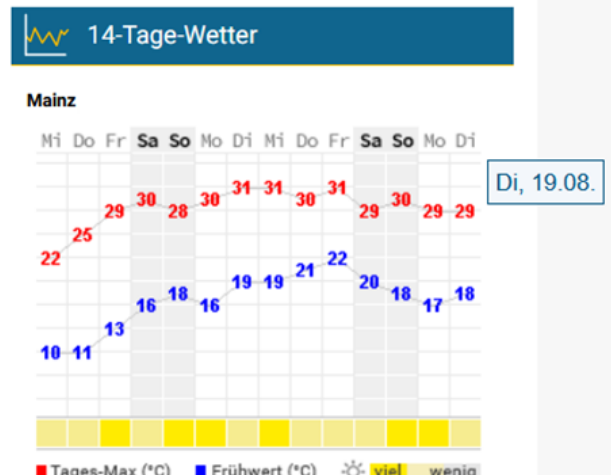 14-Tage-Wetter
Mainz
Mi Do Fr Sa So Mo Di Mi Do Fr Sa So Mo Di
Di, 19.08.
22 25 29 30 28 30 31 31 30 31 29 30 29 29
10 11 13 16 18 16 19 19 21 22 20 18 17 18
Tages-Max (°C) Frühwert (°C) viel wenig